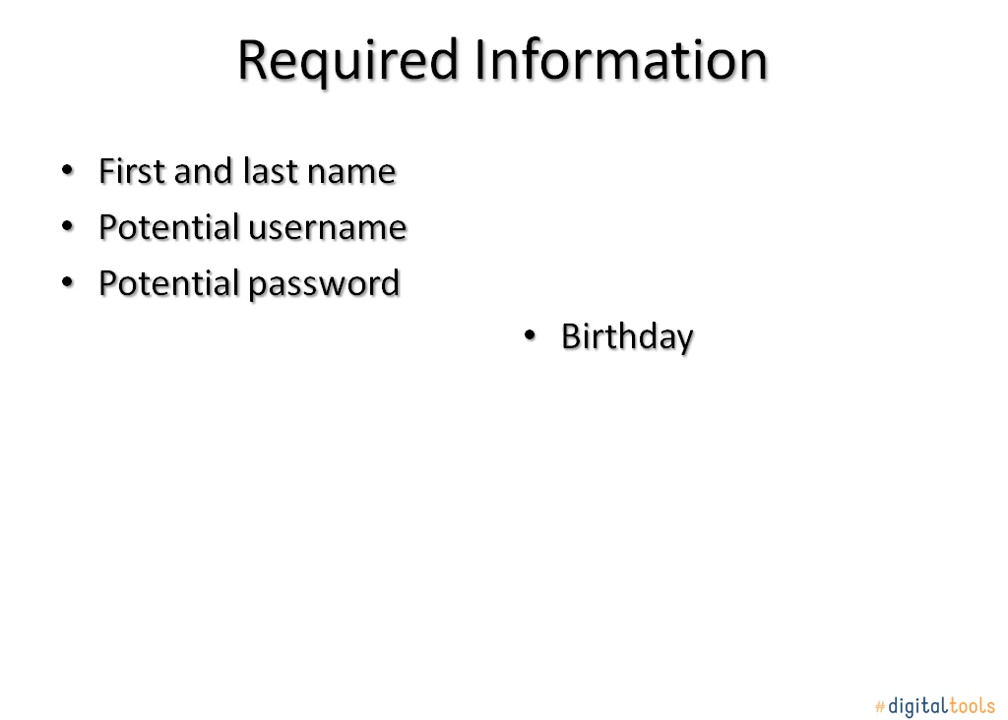 Required Information
• First and last name
• Potential username
• Potential password
• Birthday
#digitaltools